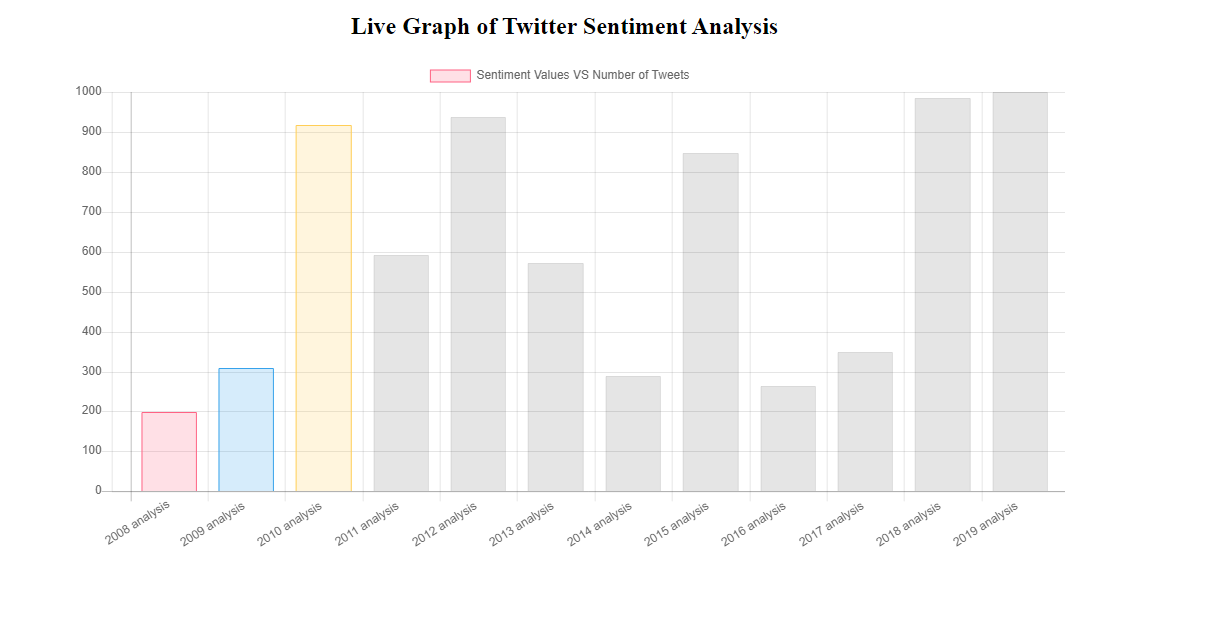 Live Graph of Twitter Sentiment Analysis
Sentiment Values VS Number of Tweets
1000
900
800
700
600
500
400
300
200
100
0
2008 analysis
2009 analysis
2010 analysis
2011 analysis
2012 analysis
2013 analysis
2014 analysis
2015 analysis
2016 analysis
2017 analysis
2018 analysis
2019 analysis